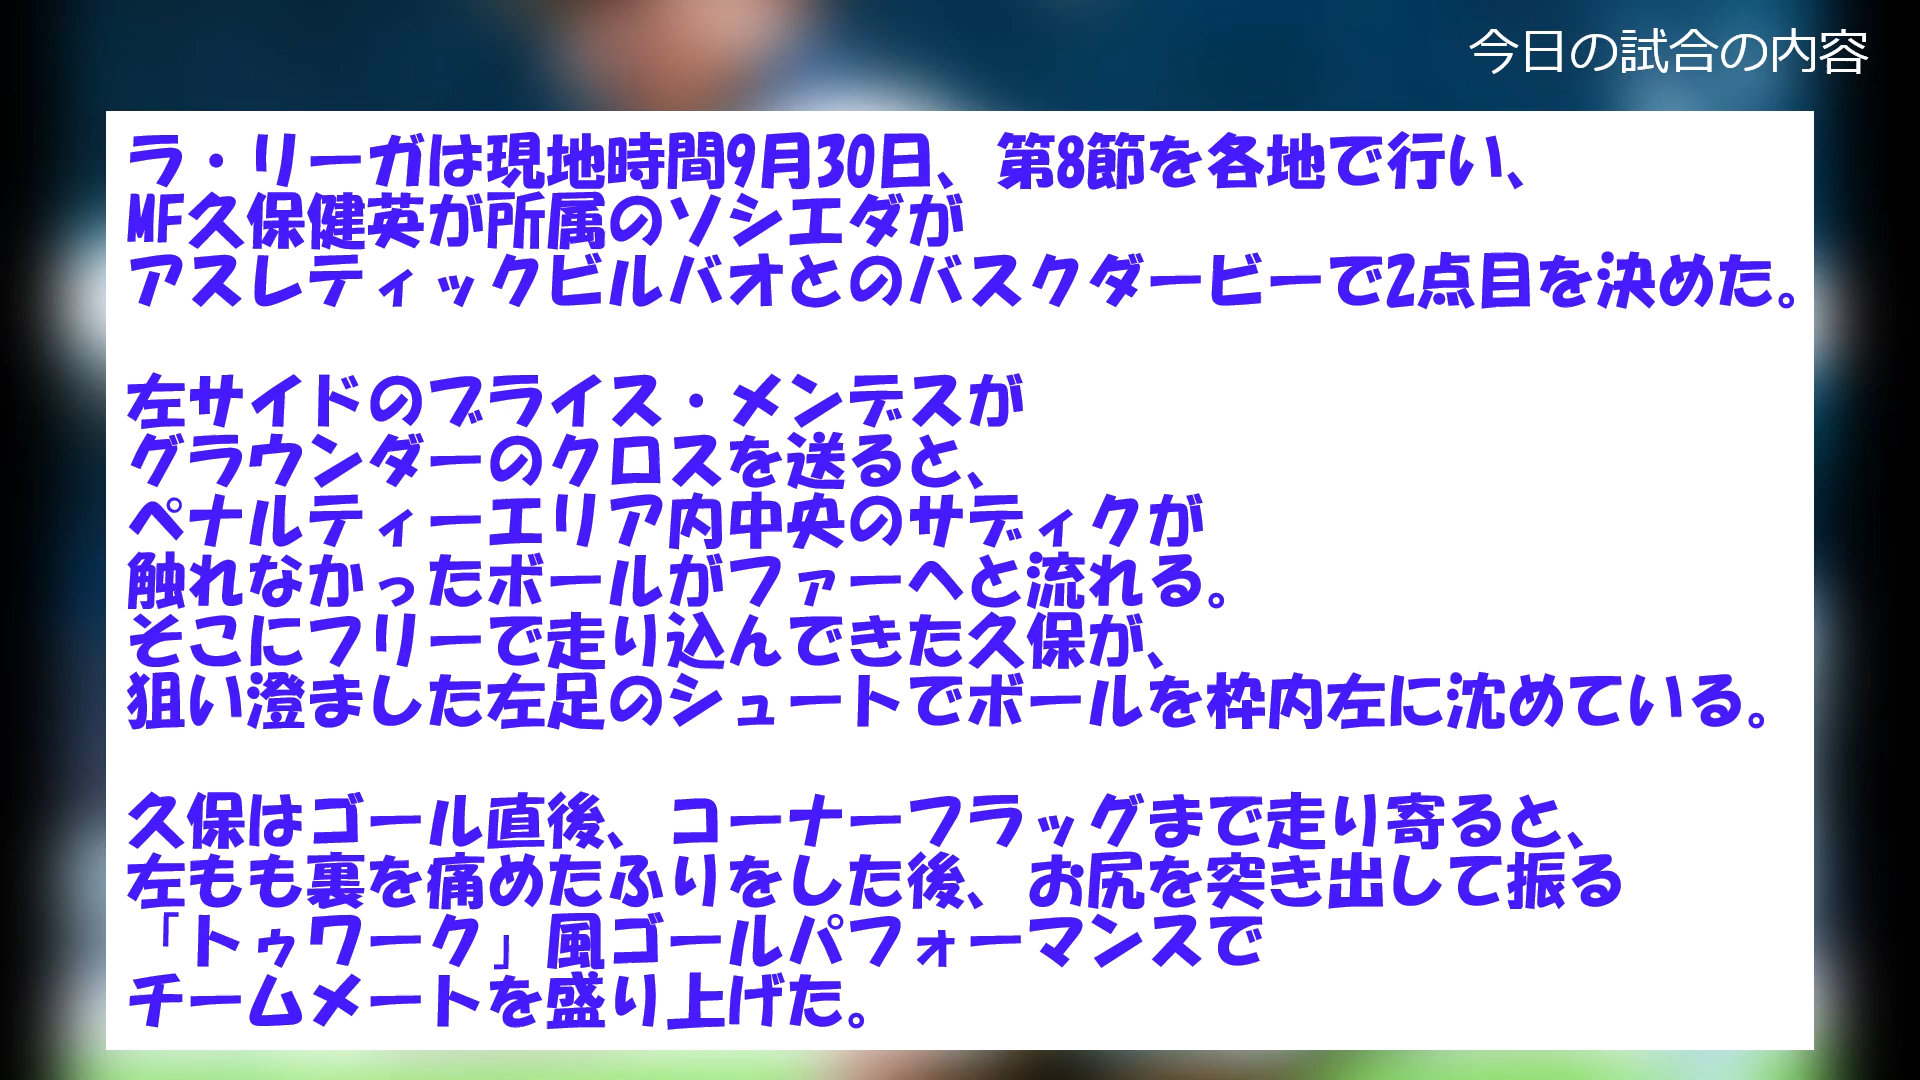 今日の試合の内容
ラ・リーガは現地時間9月30日、第8節を各地で行い、
MF久保健英が所属のソシエダが
アスレティックビルバオとのバスクダービーで2点目を決めた。
左サイドのブライス・メンデスが
グラウンダーのクロスを送ると、
ペナルティーエリア内中央のサディクが
触れなかったボールがファーへと流れる。
そこにフリーで走り込んできた久保が、
狙い澄ました左足のシュートでボールを枠内左に沈めている。
久保はゴール直後、コーナーフラッグまで走り寄ると、
左もも裏を痛めたふりをした後、お尻を突き出して振る
「トゥワーク」風ゴールパフォーマンスで
チームメートを盛り上げた。